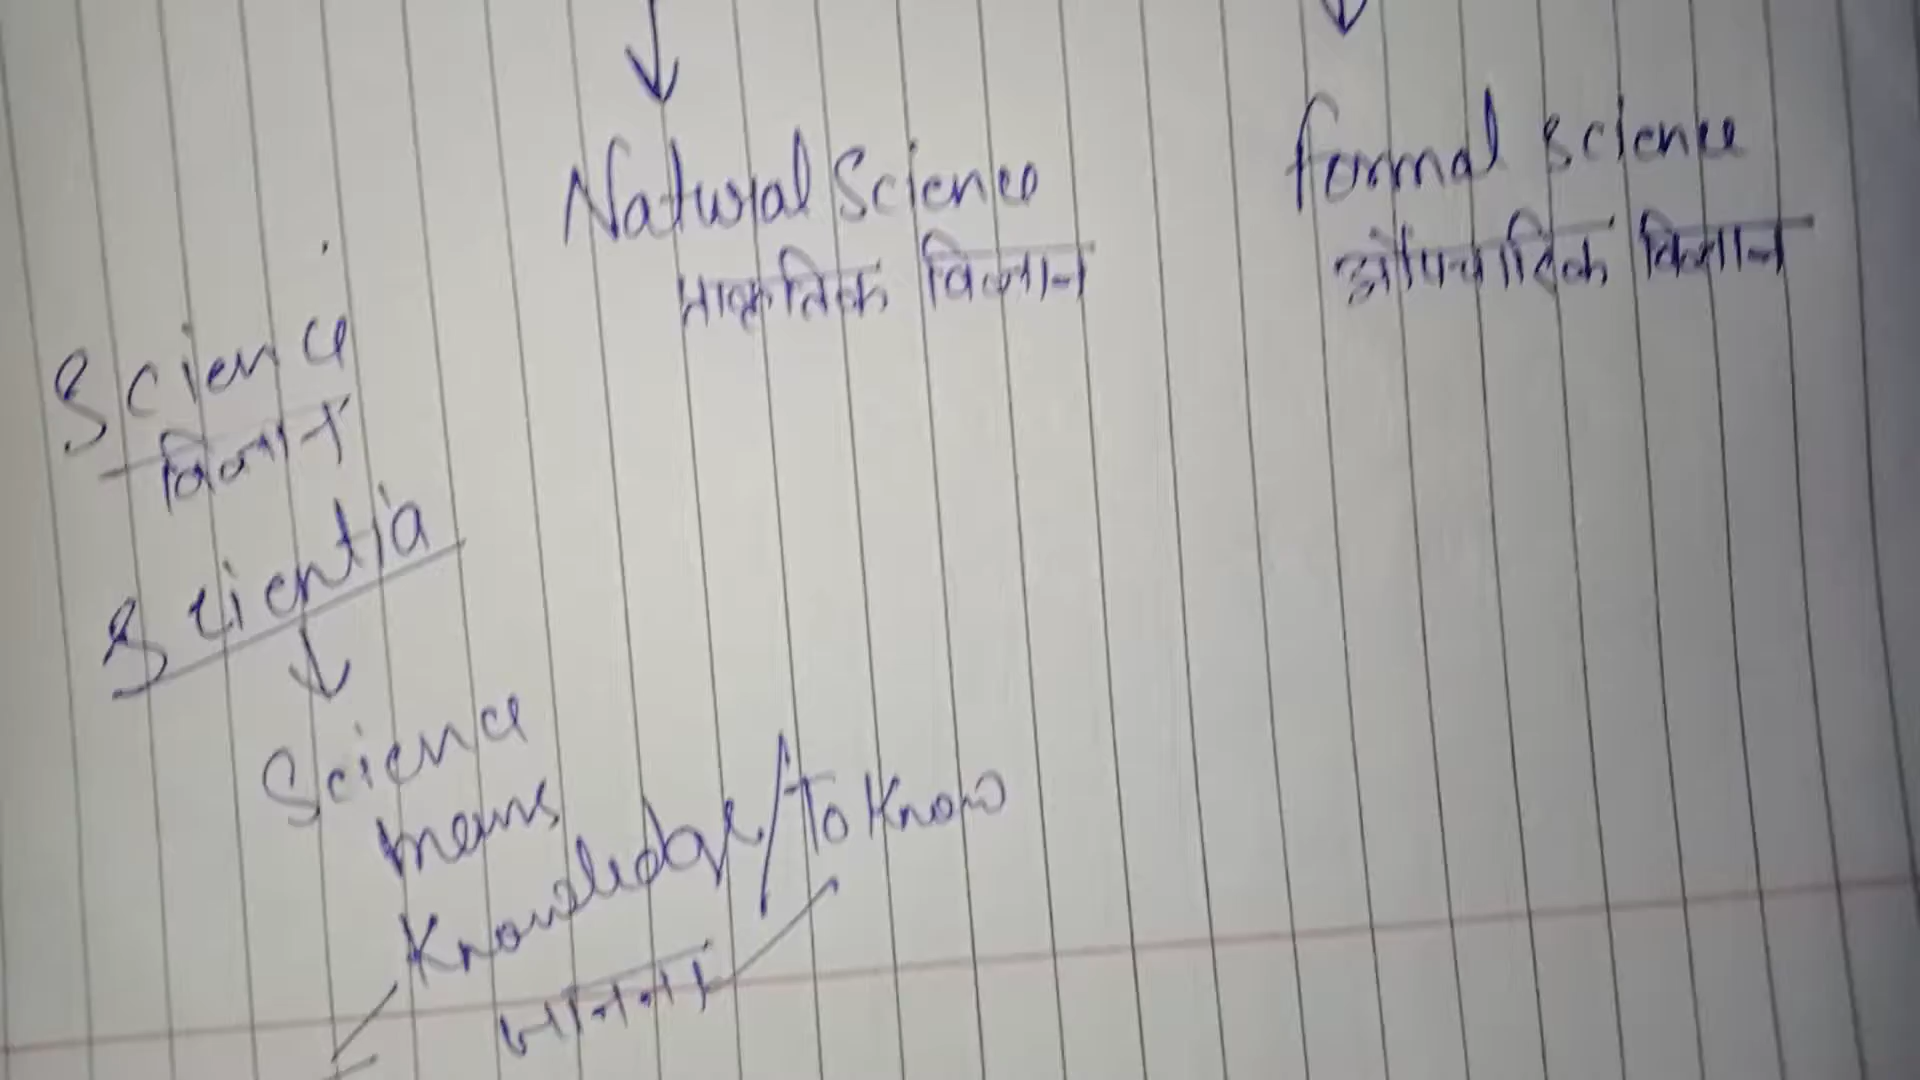 Natural Science
प्राकृतिक विज्ञान
formal science
औपचारिक विज्ञान
Science
विज्ञान
Scientia
Science
means
Knowledge/To Know
जानना